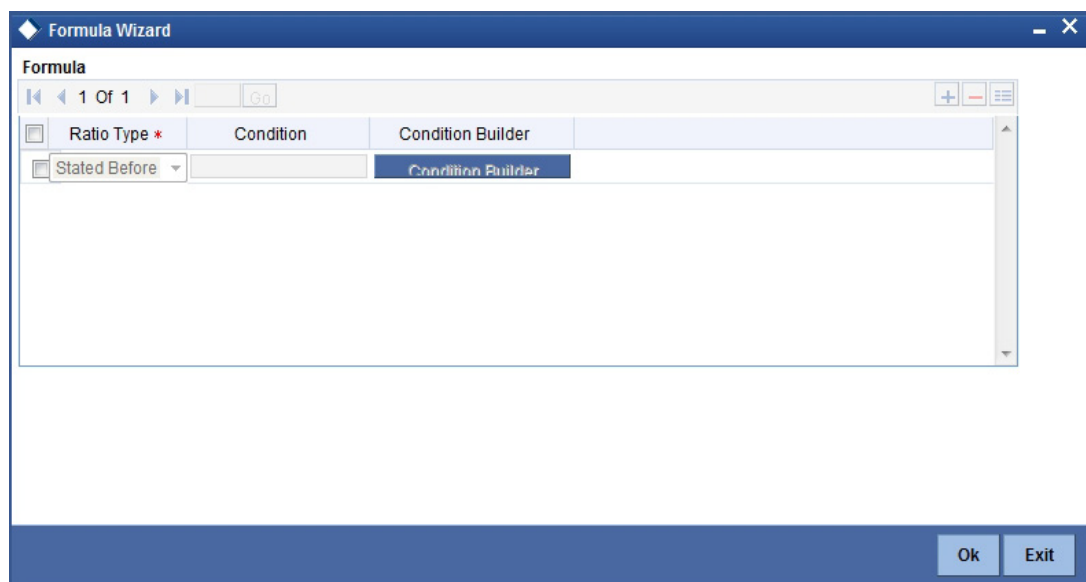 Formula Wizard
Formula
1 Of 1 Go
Ratio Type * Condition Condition Builder
Stated Before Condition Builder
Ok Exit